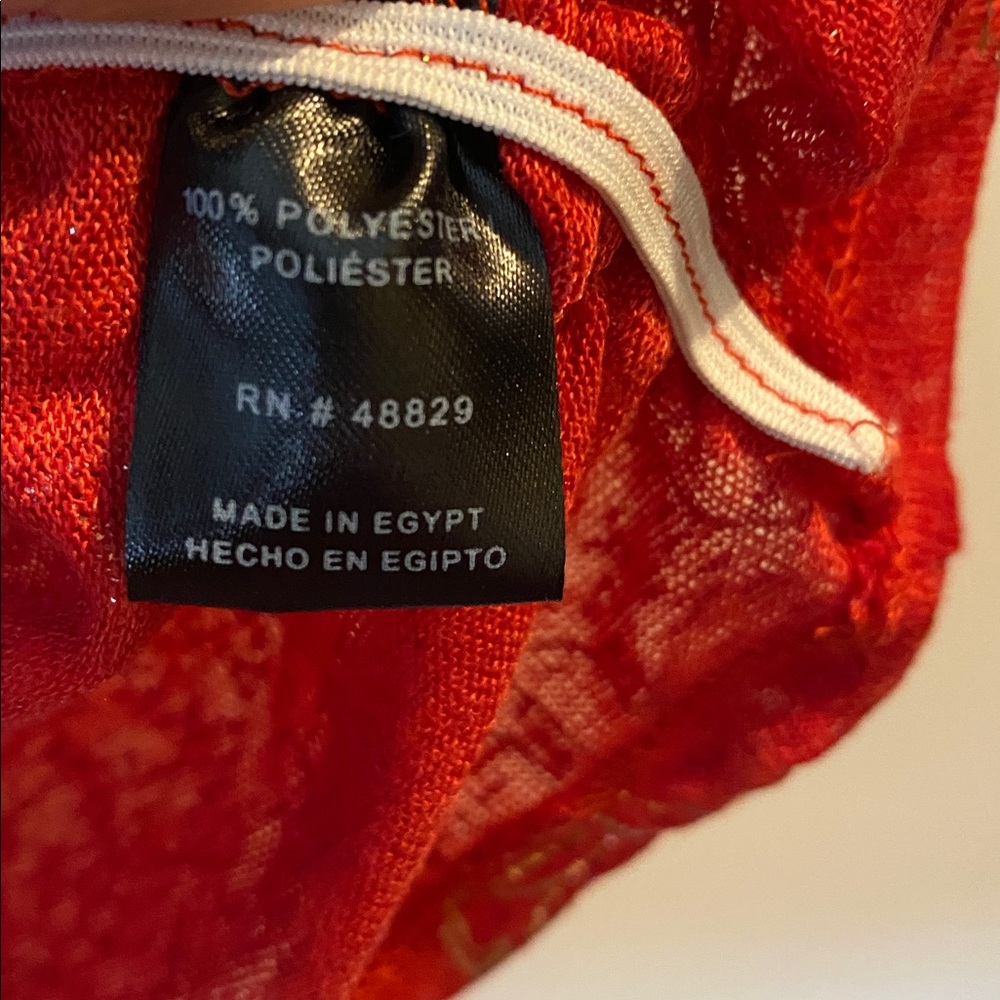 100% POLYESTER
POLIÉSTER
RN # 48829
MADE IN EGYPT
HECHO EN EGIPTO